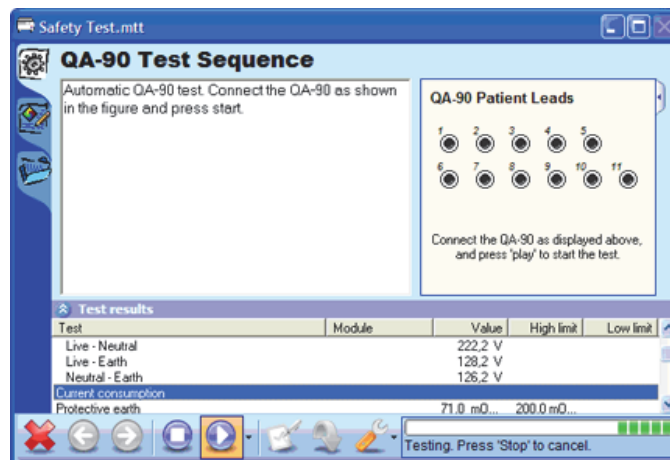 Safety Test.mtt
QA-90 Test Sequence
Automatic QA-90 test. Connect the QA-90 as shown
in the figure and press start.
QA-90 Patient Leads
1 2 3 4 5
6 7 8 9 10 11
Connect the QA-90 as displayed above,
and press 'play' to start the test.
Test results
Test Module Value High limit Low limit
Live - Neutral 222,2 V
Live - Earth 128,2 V
Neutral - Earth 126,2 V
Current consumption
Protective earth 71.0 mO... 200.0 mO...
Testing. Press 'Stop' to cancel.